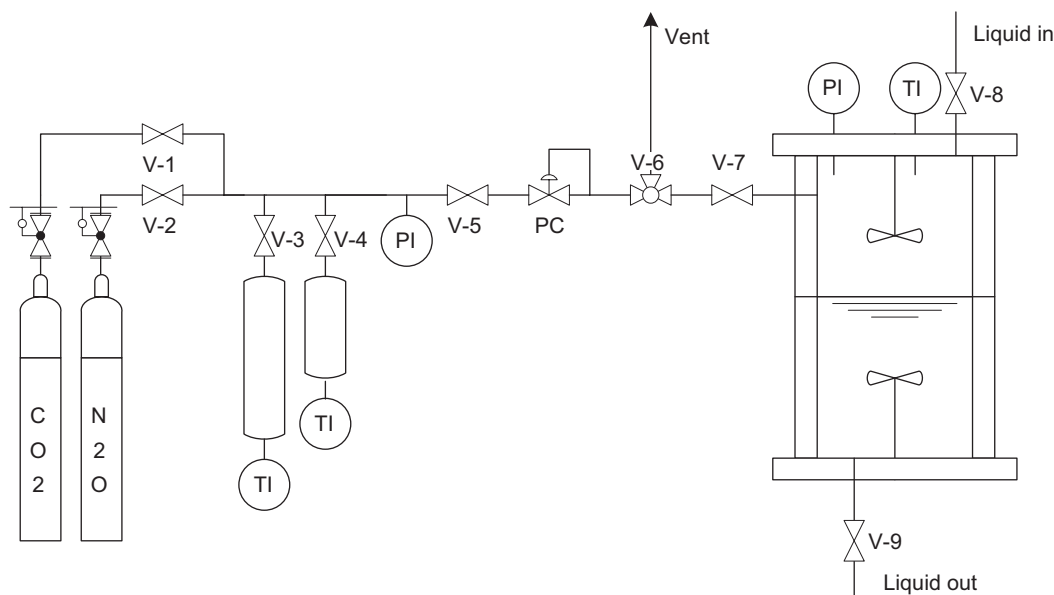 Vent
Liquid in
PI
TI
V-8
V-1
V-6
V-7
V-2
V-3
V-4
PI
V-5
PC
C
O
2
N
2
O
TI
TI
V-9
Liquid out